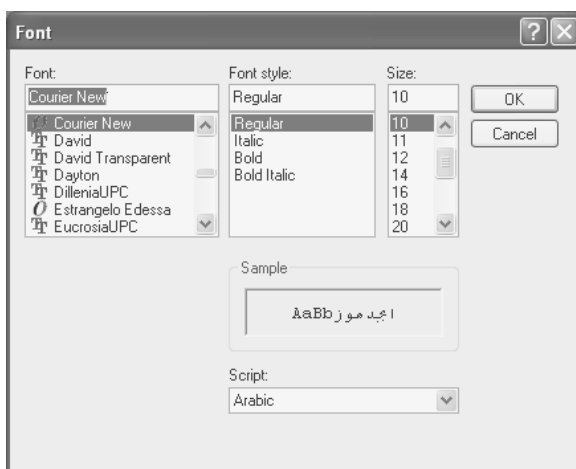 Font
Font:
Courier New
Courier New
David
David Transparent
Dayton
DilleniaUPC
Estrangelo Edessa
EucrosiaUPC
Font style:
Regular
Regular
Italic
Bold
Bold Italic
Size:
10
10
11
12
14
16
18
20
OK
Cancel
Sample
AaBbابجد هوز
Script:
Arabic